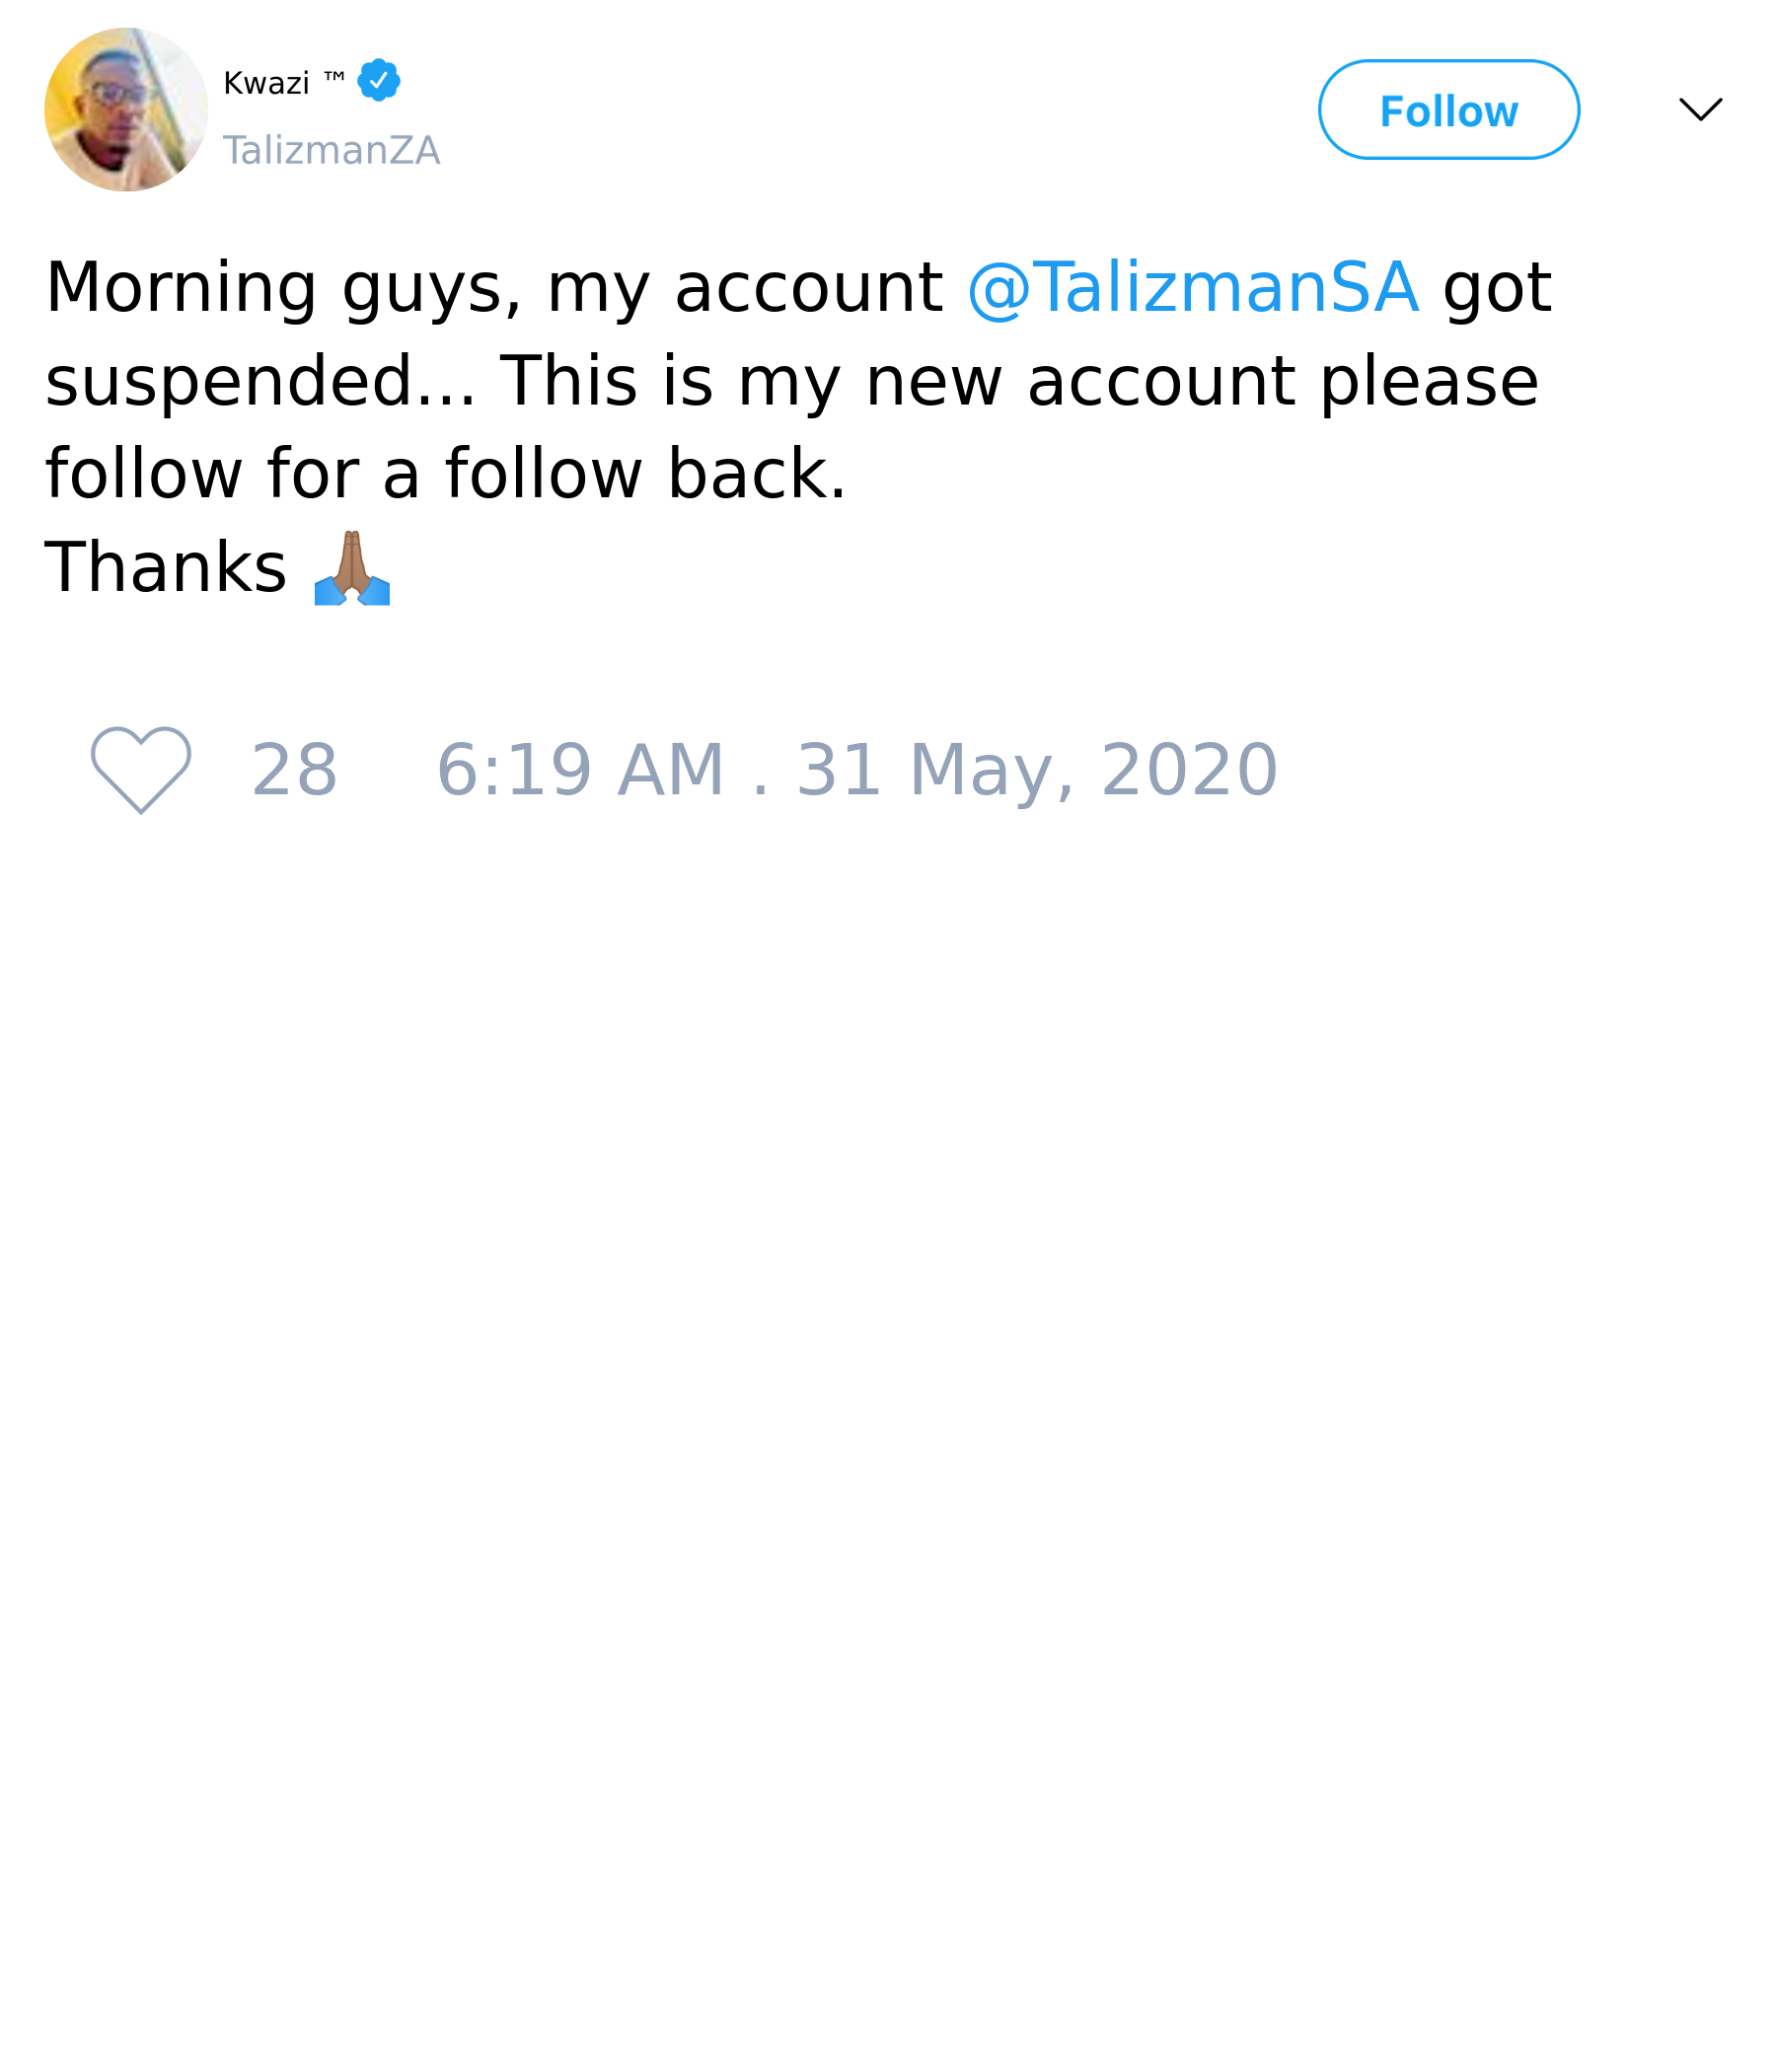 Kwazi ™
TalizmanZA
Follow
Morning guys, my account @TalizmanSA got
suspended... This is my new account please
follow for a follow back.
Thanks 🙏🏽
28 6:19 AM . 31 May, 2020